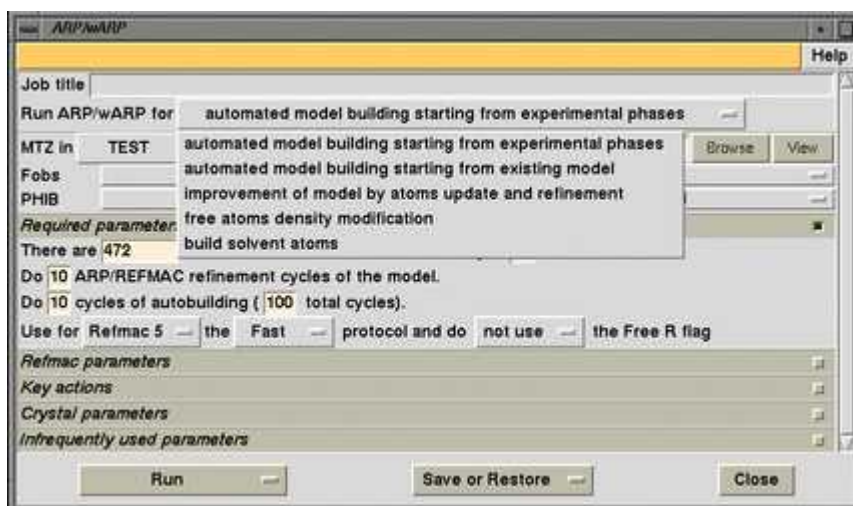 ARP/wARP
Help
Job title
Run ARP/wARP for automated model building starting from experimental phases
automated model building starting from experimental phases
MTZ in TEST Browse View
automated model building starting from existing model
Fobs
improvement of model by atoms update and refinement
PHIB
free atoms density modification
Required parameter
build solvent atoms
There are 472
Do 10 ARP/REFMAC refinement cycles of the model.
Do 10 cycles of autobuilding ( 100 total cycles).
Use for Refmac 5 the Fast protocol and do not use the Free R flag
Refmac parameters
Key actions
Crystal parameters
Infrequently used parameters
Run Save or Restore Close